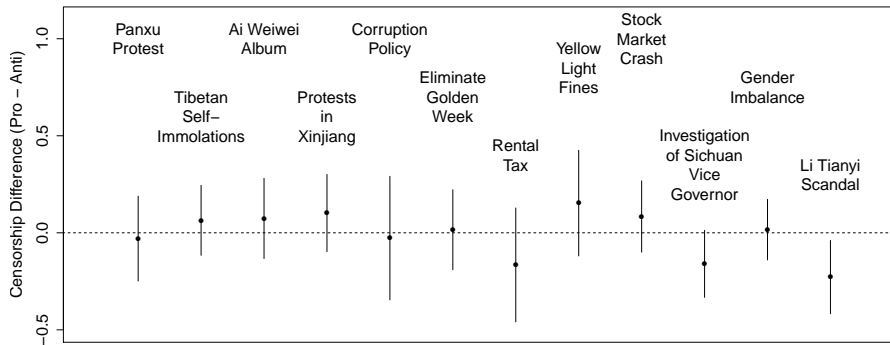 Censorship Difference (Pro − Anti)
1.0
0.5
0.0
−0.5
Panxu
Protest
Tibetan
Self−
Immolations
Ai Weiwei
Album
Protests
in
Xinjiang
Corruption
Policy
Eliminate
Golden
Week
Rental
Tax
Yellow
Light
Fines
Stock
Market
Crash
Investigation
of Sichuan
Vice
Governor
Gender
Imbalance
Li Tianyi
Scandal